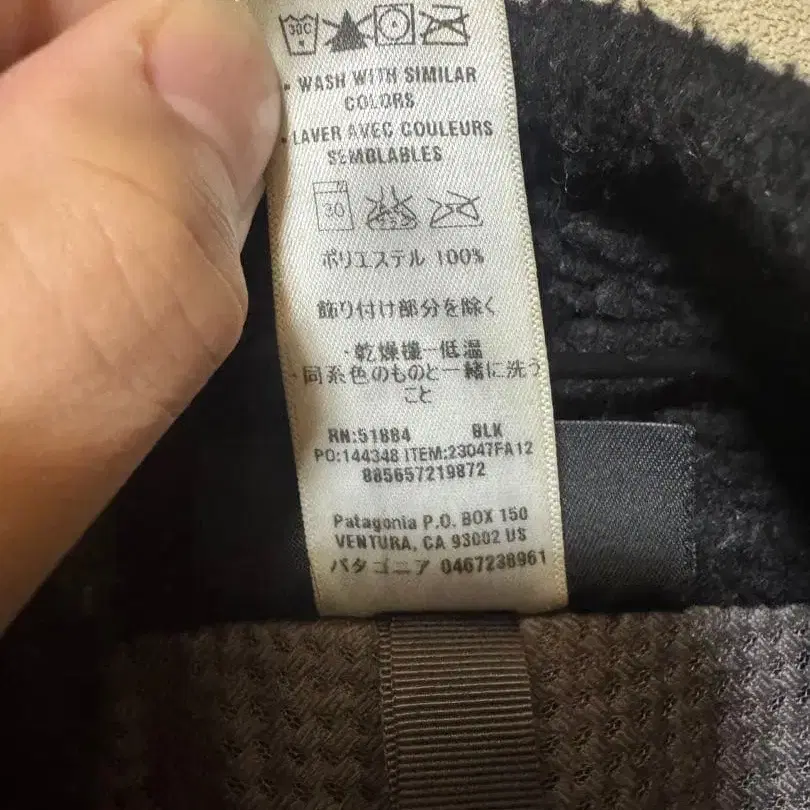 30C
• WASH WITH SIMILAR
COLORS
• LAVER AVEC COULEURS
SEMBLABLES
30
ポリエステル 100%
飾り付け部分を除く
・乾燥機－低温
・同系色のものと一緒に洗う
こと
RN:51884 BLK
PO:144348 ITEM:23047FA12
885657219872
Patagonia P.O. BOX 150
VENTURA, CA 93002 US
パタゴニア 0467238961